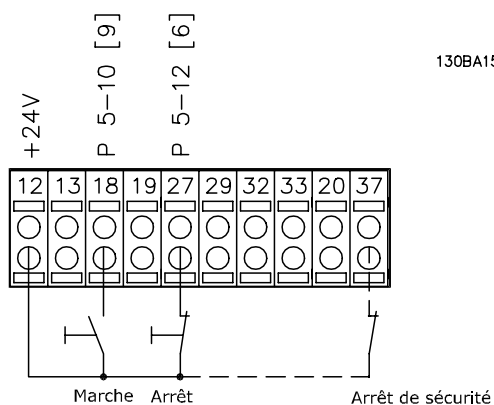 +24V
P 5-10 [9]
P 5-12 [6]
130BA15
12 13 18 19 27 29 32 33 20 37
Marche Arrêt Arrêt de sécurité